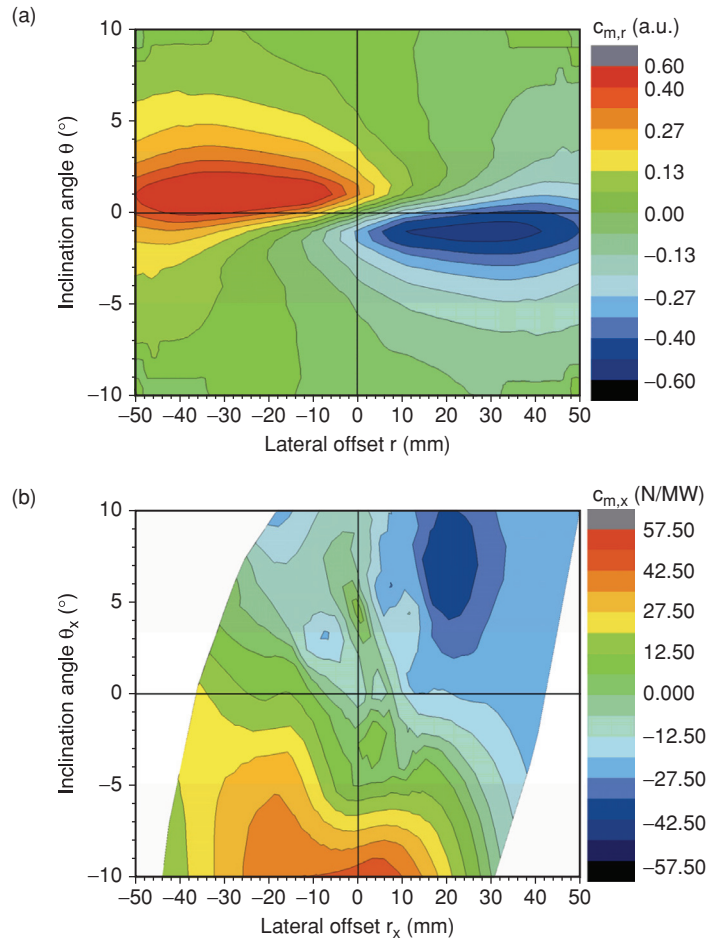 (a)
c_m,r (a.u.)
0.60
0.40
0.27
0.13
0.00
−0.13
−0.27
−0.40
−0.60
Inclination angle θ (°)
10
5
0
−5
−10
−50 −40 −30 −20 −10 0 10 20 30 40 50
Lateral offset r (mm)
(b)
c_m,x (N/MW)
57.50
42.50
27.50
12.50
0.000
−12.50
−27.50
−42.50
−57.50
Inclination angle θ_x (°)
10
5
0
−5
−10
−50 −40 −30 −20 −10 0 10 20 30 40 50
Lateral offset r_x (mm)